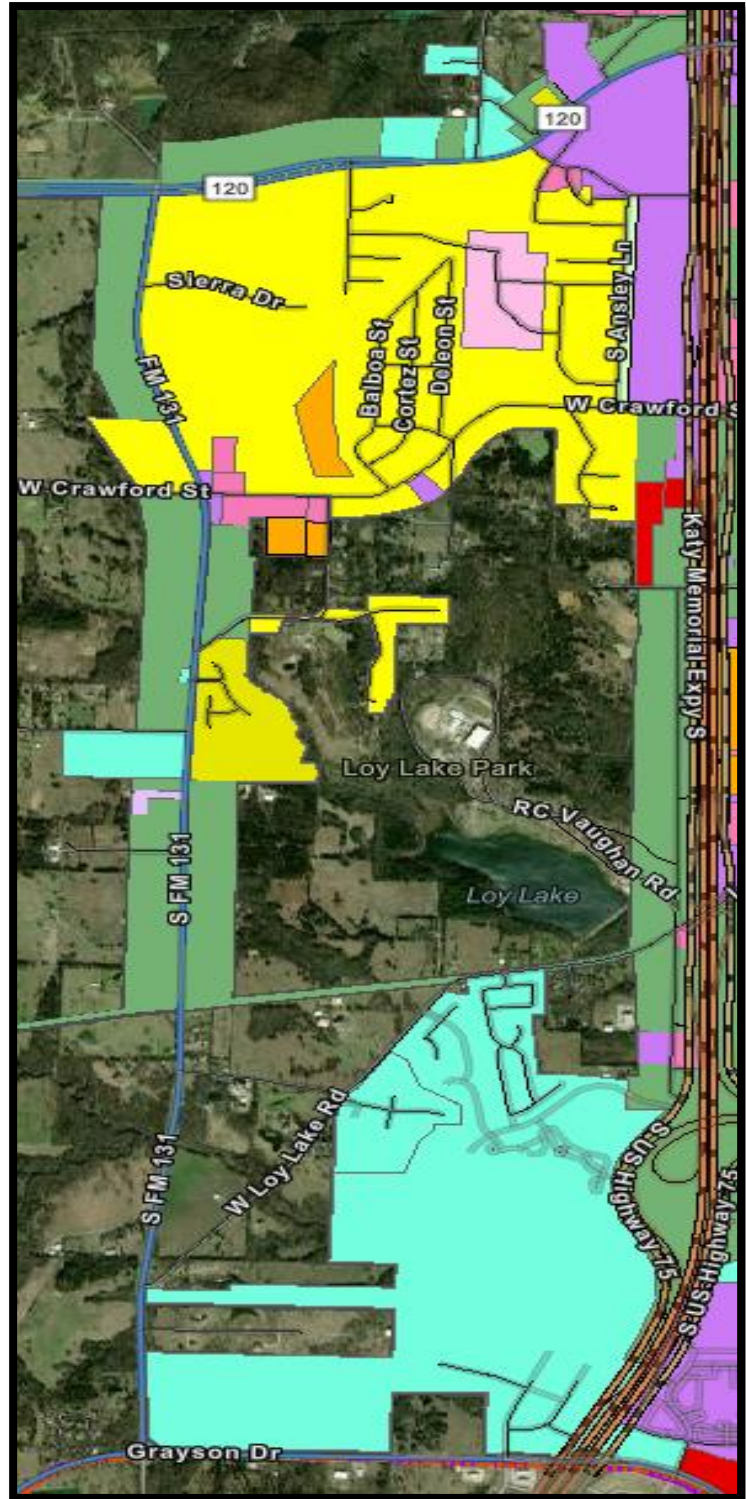 120
120
Sierra Dr
S Ansley Ln
Balboa St
Cortez St
Deleon St
FM 131
W Crawford S
W Crawford St
Katy Memorial Expy S
Loy Lake Park
RC Vaughan Rd
S FM 131
Loy Lake
W Loy Lake Rd
S FM 131
S US Highway 75
S US Highway 75
Grayson Dr